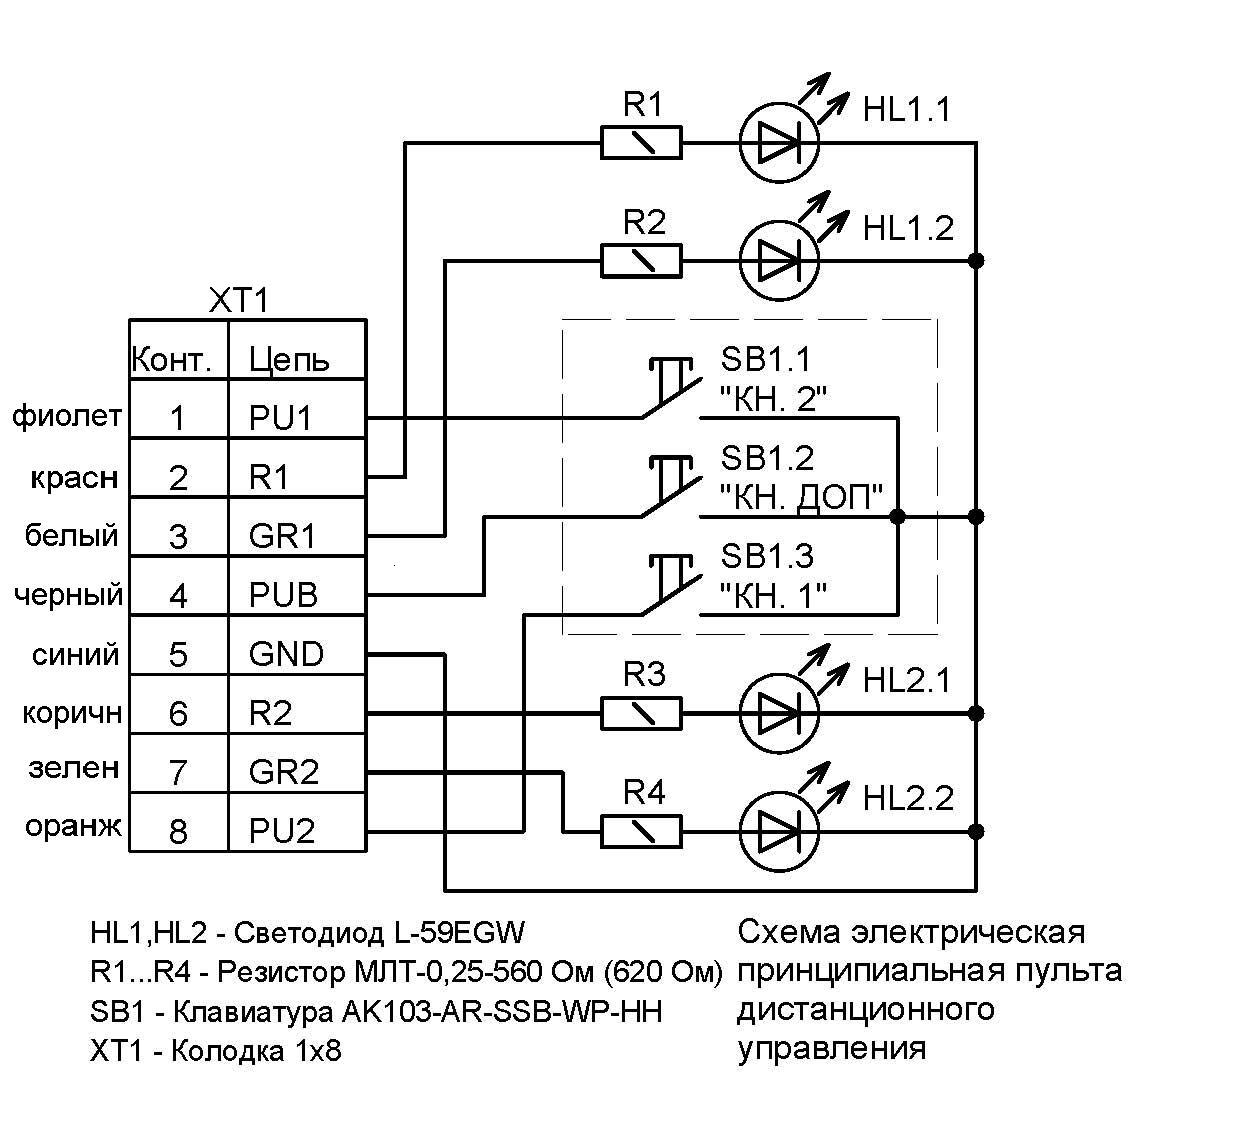 R1
HL1.1
R2
HL1.2
XT1
Конт. Цепь
фиолет 1 PU1
красн 2 R1
белый 3 GR1
черный 4 PUB
синий 5 GND
коричн 6 R2
зелен 7 GR2
оранж 8 PU2
SB1.1
"КН. 2"
SB1.2
"КН. ДОП"
SB1.3
"КН. 1"
R3
HL2.1
R4
HL2.2
HL1,HL2 - Светодиод L-59EGW
R1...R4 - Резистор МЛТ-0,25-560 Ом (620 Ом)
SB1 - Клавиатура AK103-AR-SSB-WP-HH
XT1 - Колодка 1x8
Схема электрическая
принципиальная пульта
дистанционного
управления